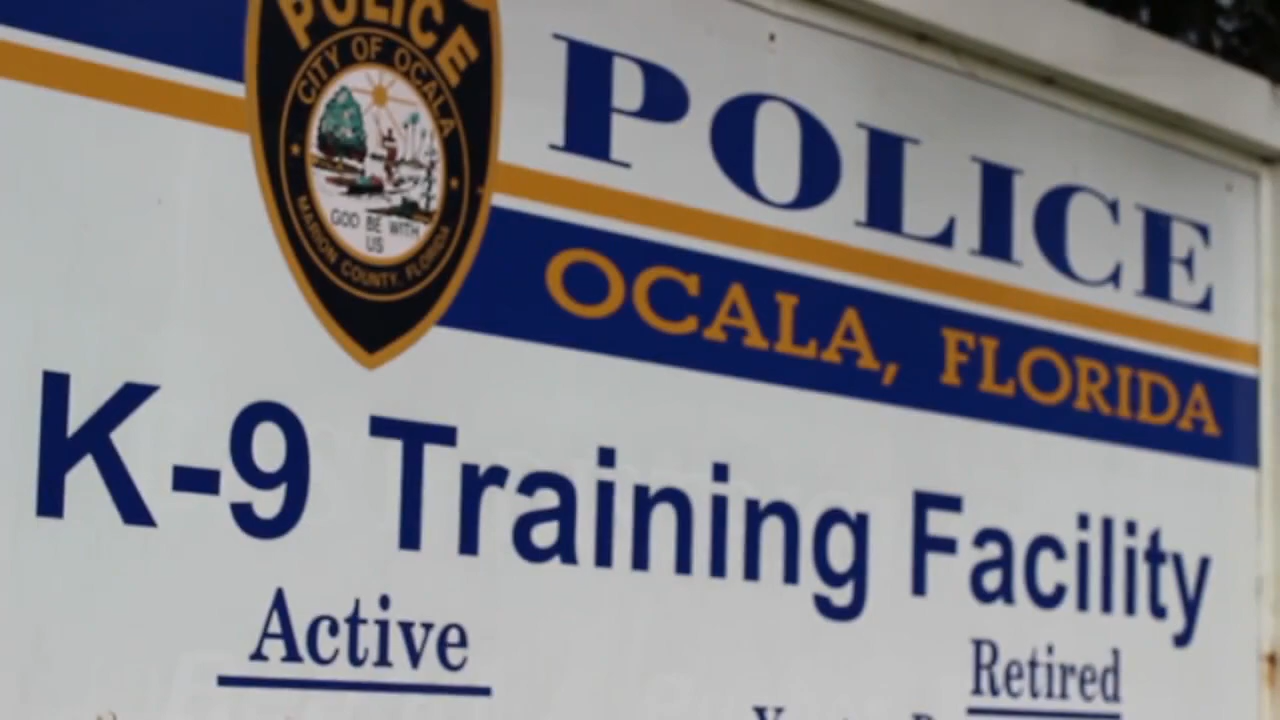 POLICE
CITY OF OCALA
GOD BE WITH
US
MARION COUNTY, FLORIDA
POLICE
OCALA, FLORIDA
K-9 Training Facility
Active
Retired